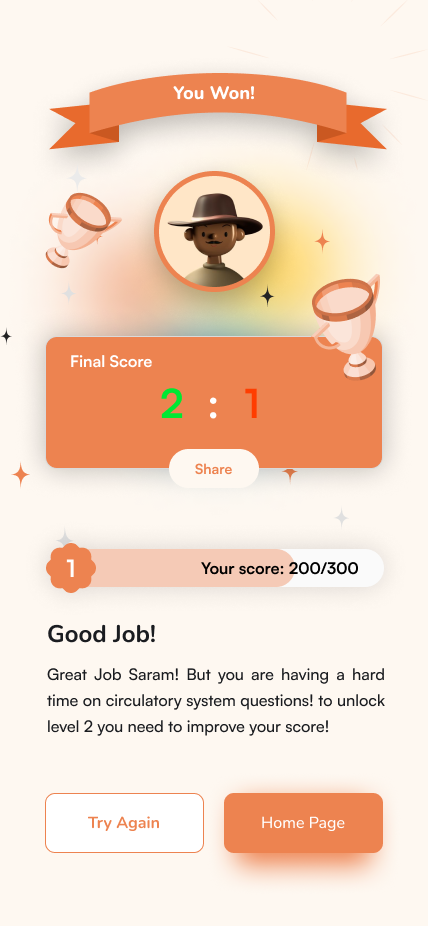 You Won!
Final Score
2 : 1
Share
1
Your score: 200/300
Good Job!
Great Job Saram! But you are having a hard
time on circulatory system questions! to unlock
level 2 you need to improve your score!
Try Again
Home Page